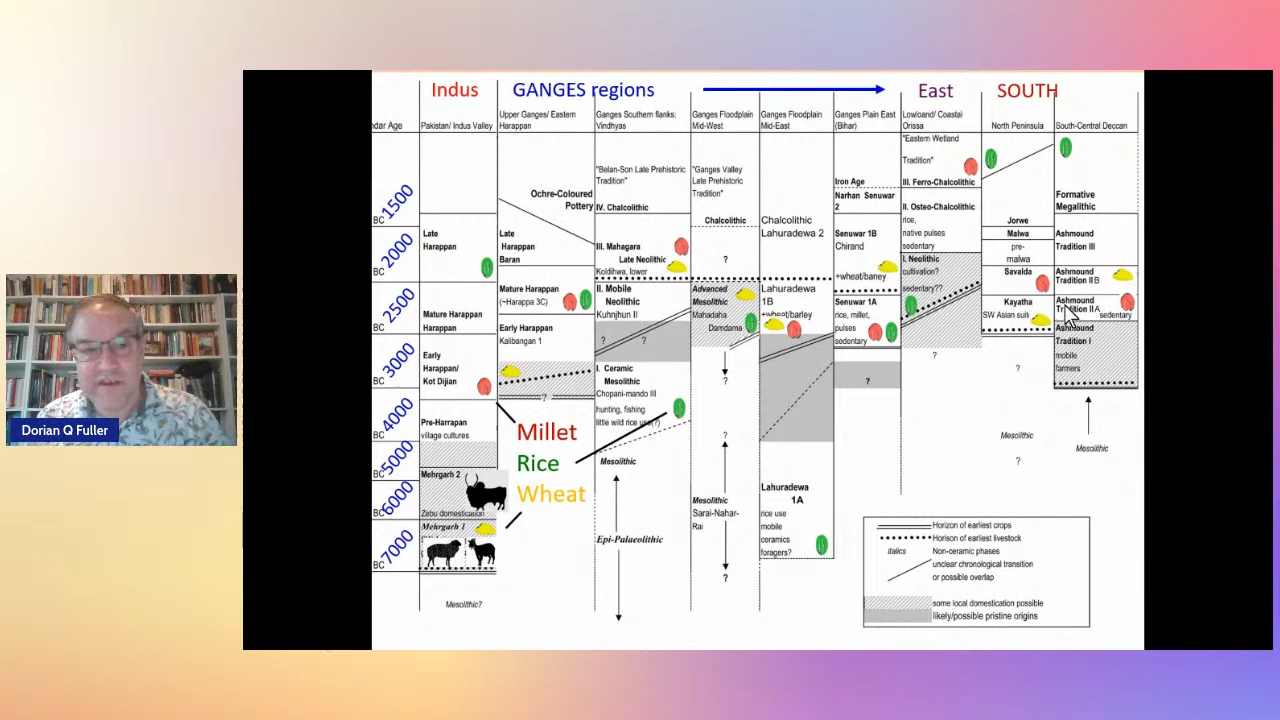 Indus
GANGES regions
East
SOUTH
ndar Age
Pakistan/ Indus Valley
Upper Ganges/ Eastern
Harappan
Ganges Southern flanks:
Vindhyas
Ganges Floodplain
Mid-West
Ganges Floodplain
Mid-East
Ganges Plain East
(Bihar)
Lowland/ Coastal
Orissa
North Peninsula
South-Central Deccan
BC 1500
BC 2000
BC 2500
BC 3000
BC 4000
BC 5000
BC 6000
BC 7000
Late
Harappan
Mature Harappan
Harappan
Early
Harappan/
Kot Dijian
Pre-Harrapan
village cultures
Mehrgarh 2
Zebu domestication
Mehrgarh 1
Mesolithic?
Ochre-Coloured
Pottery
Late
Harappan
Baran
Mature Harappan
(~Harappa 3C)
Early Harappan
Kalibangan 1
?
Millet
Rice
Wheat
"Belan-Son Late Prehistoric
Tradition"
IV. Chalcolithic
III. Mahagara
Late Neolithic
Koldihwa, lower
II. Mobile
Neolithic
Kuhnjhun II
? ?
I. Ceramic
Mesolithic
Chopani-mando III
hunting, fishing
little wild rice use(?)
Mesolithic
Epi-Palaeolithic
"Ganges Valley
Late Prehistoric
Tradition"
Chalcolithic
?
Advanced
Mesolithic
Mahadaha
Damdama
?
?
Mesolithic
Sarai-Nahar-
Rai
?
Chalcolithic
Lahuradewa 2
Lahuradewa
1B
+wheat/barley
Lahuradewa
1A
rice use
mobile
ceramics
foragers?
Iron Age
Narhan Senuwar
2
Senuwar 1B
Chirand
+wheat/barley
Senuwar 1A
rice, millet,
pulses
sedentary
?
"Eastern Wetland
Tradition"
III. Ferro-Chalcolithic
II. Osteo-Chalcolithic
rice,
native pulses
sedentary
I. Neolithic
cultivation?
sedentary??
?
Jorwe
Malwa
pre-
malwa
Savalda
Kayatha
SW Asian suit
?
Mesolithic
?
Formative
Megalithic
Ashmound
Tradition III
Ashmound
Tradition IIB
Ashmound
Tradition IIA
sedentary
Ashmound
Tradition I
mobile
farmers
Mesolithic
Horizon of earliest crops
Horison of earliest livestock
italics Non-ceramic phases
unclear chronological transition
or possible overlap
some local domestication possible
likely/possible pristine origins
Dorian Q Fuller